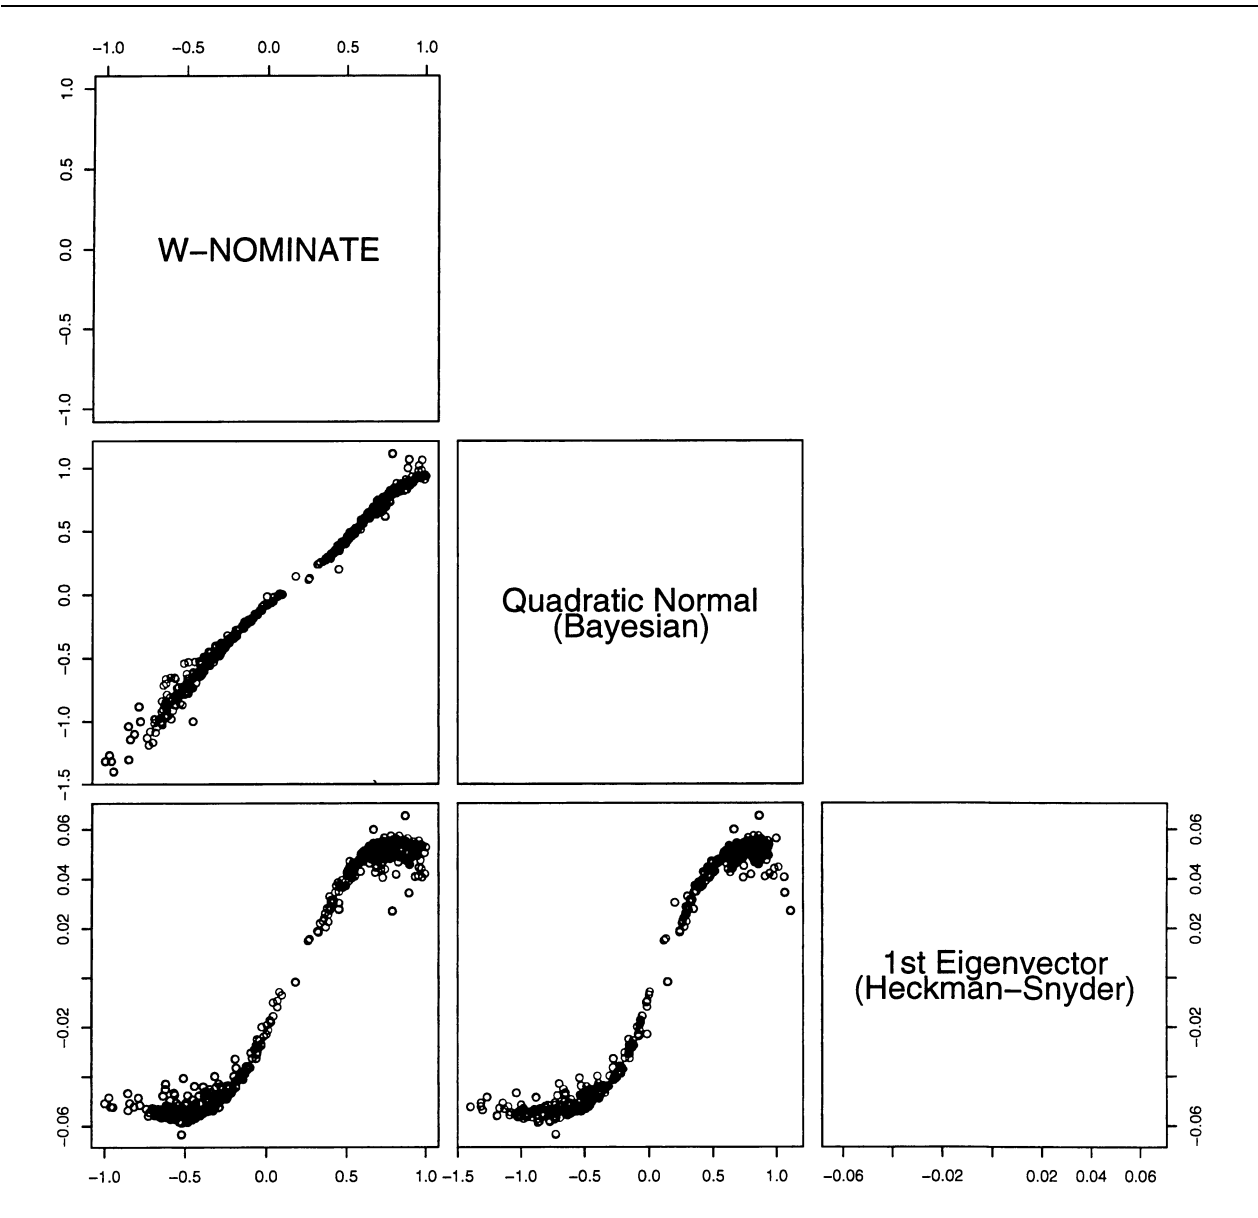 −1.0 −0.5 0.0 0.5 1.0
1.0
0.5
0.0
−0.5
−1.0
W−NOMINATE
1.0
0.5
0.0
−0.5
−1.0
−1.5
Quadratic Normal
(Bayesian)
0.06
0.04
0.02
−0.02
−0.06
1st Eigenvector
(Heckman−Snyder)
0.06
0.04
0.02
−0.02
−0.06
−1.0 −0.5 0.0 0.5 1.0
−1.5 −1.0 −0.5 0.0 0.5 1.0
−0.06 −0.02 0.02 0.04 0.06